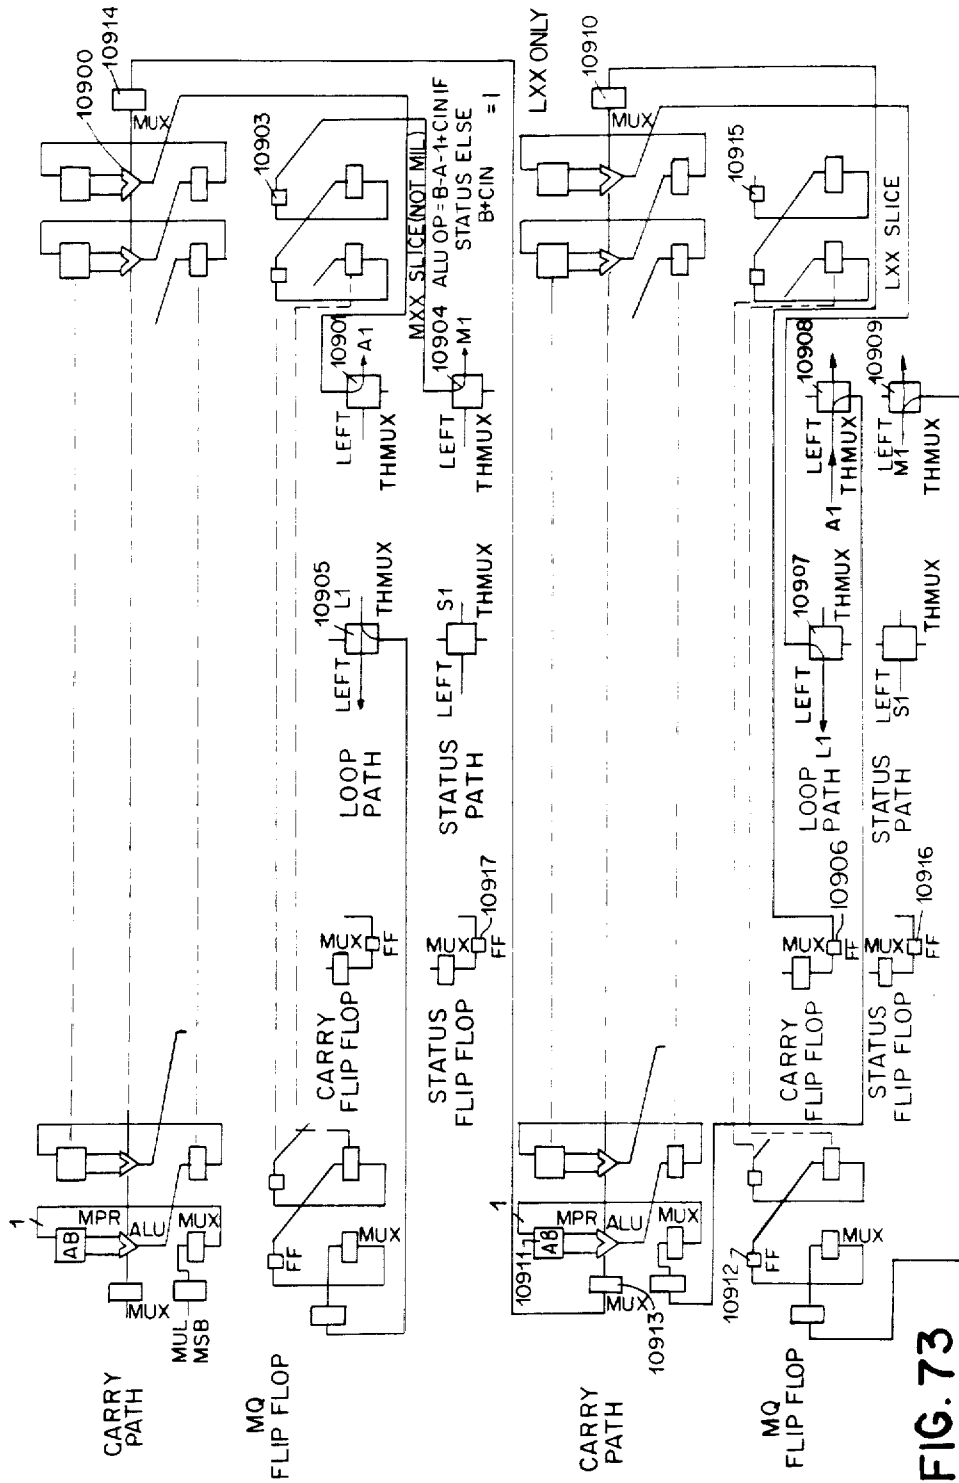 CARRY
PATH
MUL
MSB
MUX
1
AB
MPR
ALU
MUX
MQ
FLIP FLOP
FF
MUX
CARRY
FLIP FLOP
MUX
FF
STATUS
FLIP FLOP
MUX
10917
FF
LOOP
PATH
LEFT
10905
L1
THMUX
STATUS
PATH
LEFT
S1
THMUX
LEFT
10901
A1
THMUX
LEFT
10904
M1
THMUX
10900
10914
MUX
10903
MXX SLICE (NOT MIL)
ALU OP = B-A-1+CIN IF
STATUS ELSE
B+CIN
=1
LXX ONLY
CARRY
PATH
10911
1
AB
MPR
ALU
MUX
MUX
10913
MQ
FLIP FLOP
10912
FF
MUX
CARRY
FLIP FLOP
MUX
FF
10906
STATUS
FLIP FLOP
MUX
FF
10916
LOOP
PATH
L1
LEFT
10907
THMUX
STATUS
PATH
LEFT
S1
THMUX
LEFT
10908
A1
THMUX
LEFT
M1
10909
THMUX
MUX
10910
10915
LXX SLICE
FIG. 73